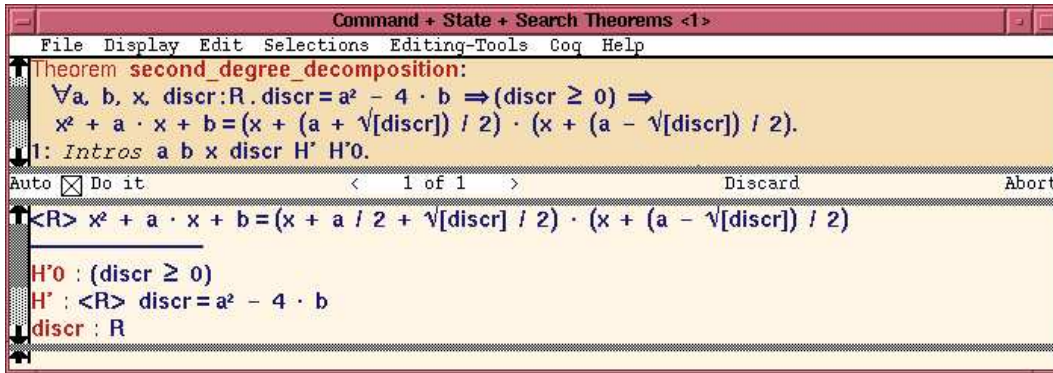 Command + State + Search Theorems <1>
File Display Edit Selections Editing-Tools Coq Help
Theorem second_degree_decomposition:
∀a, b, x, discr:R.discr = a² − 4 · b ⇒(discr ≥ 0) ⇒
x² + a · x + b = (x + (a + √[discr]) / 2) · (x + (a − √[discr]) / 2).
1: Intros a b x discr H' H'0.
Auto Do it < 1 of 1 > Discard Abort
<R> x² + a · x + b = (x + a / 2 + √[discr] / 2) · (x + (a − √[discr]) / 2)
H'0 : (discr ≥ 0)
H' : <R> discr = a² − 4 · b
discr : R